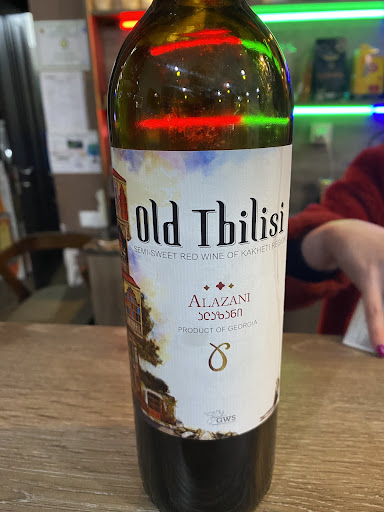 Old Tbilisi
SEMI-SWEET RED WINE OF KAKHETI REGION
ALAZANI
ალაზანი
PRODUCT OF GEORGIA
GWS